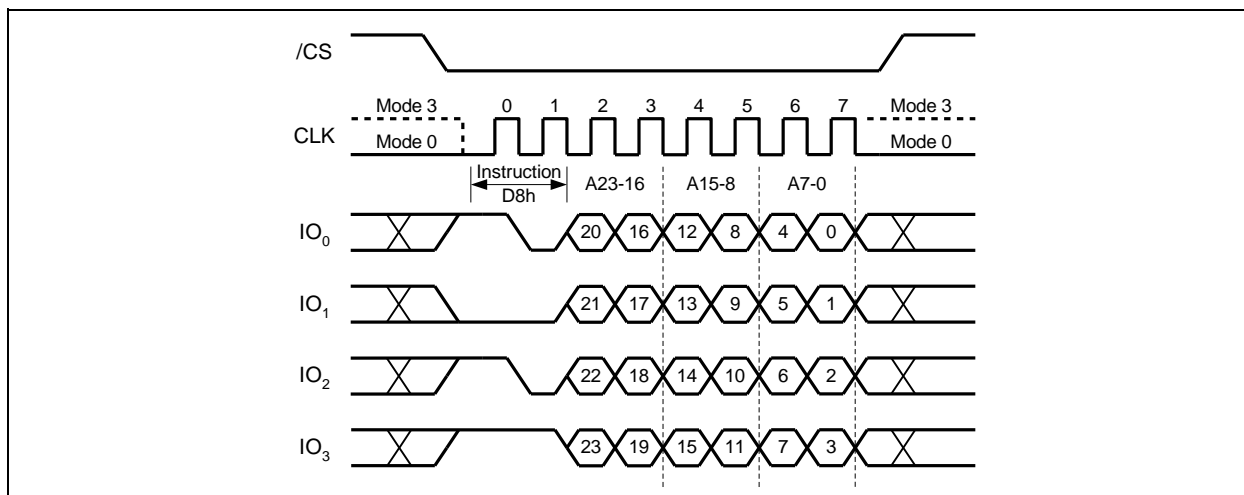 /CS
Mode 3 0 1 2 3 4 5 6 7 Mode 3
CLK
Mode 0 Mode 0
Instruction
D8h
A23-16 A15-8 A7-0
IO0 20 16 12 8 4 0
IO1 21 17 13 9 5 1
IO2 22 18 14 10 6 2
IO3 23 19 15 11 7 3